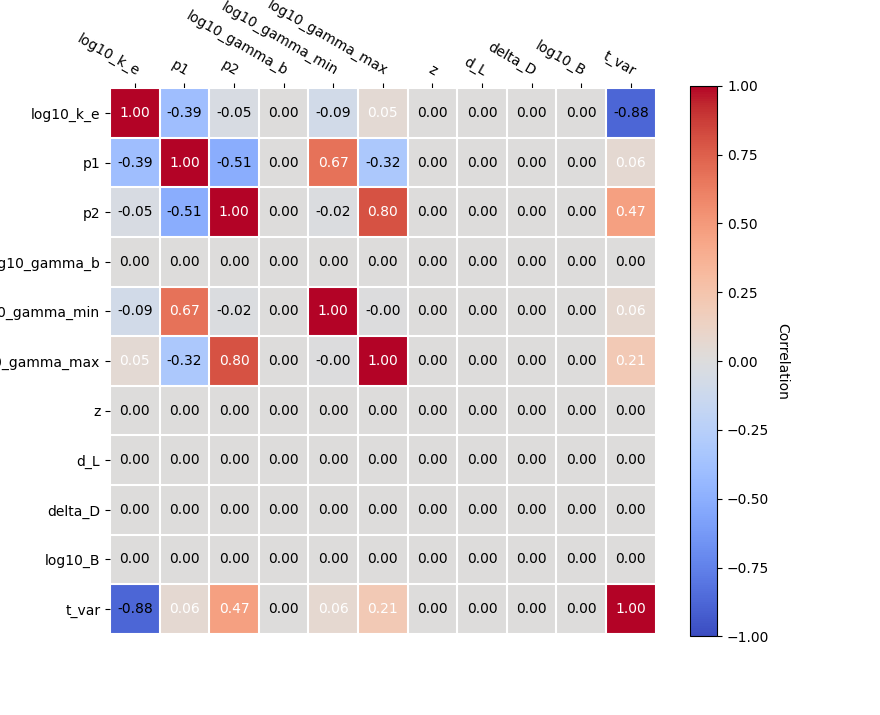 log10_k_e p1 p2 log10_gamma_b log10_gamma_min log10_gamma_max z d_L delta_D log10_B t_var
log10_k_e 1.00 -0.39 -0.05 0.00 -0.09 0.05 0.00 0.00 0.00 0.00 -0.88
p1 -0.39 1.00 -0.51 0.00 0.67 -0.32 0.00 0.00 0.00 0.00 0.06
p2 -0.05 -0.51 1.00 0.00 -0.02 0.80 0.00 0.00 0.00 0.00 0.47
g10_gamma_b 0.00 0.00 0.00 0.00 0.00 0.00 0.00 0.00 0.00 0.00 0.00
0_gamma_min -0.09 0.67 -0.02 0.00 1.00 -0.00 0.00 0.00 0.00 0.00 0.06
0_gamma_max 0.05 -0.32 0.80 0.00 -0.00 1.00 0.00 0.00 0.00 0.00 0.21
z 0.00 0.00 0.00 0.00 0.00 0.00 0.00 0.00 0.00 0.00 0.00
d_L 0.00 0.00 0.00 0.00 0.00 0.00 0.00 0.00 0.00 0.00 0.00
delta_D 0.00 0.00 0.00 0.00 0.00 0.00 0.00 0.00 0.00 0.00 0.00
log10_B 0.00 0.00 0.00 0.00 0.00 0.00 0.00 0.00 0.00 0.00 0.00
t_var -0.88 0.06 0.47 0.00 0.06 0.21 0.00 0.00 0.00 0.00 1.00
1.00
0.75
0.50
0.25
0.00
−0.25
−0.50
−0.75
−1.00
Correlation